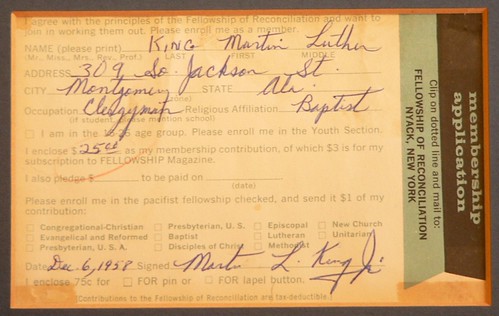 I agree with the principles of the Fellowship of Reconciliation and want to
join in working them out. Please enroll me as a member.
NAME (please print) KING Martin Luther
(Mr., Miss., Mrs., Rev., Prof.) LAST FIRST MIDDLE
ADDRESS 309 So. Jackson St.
CITY Montgomery STATE Ala.
(zone)
Occupation Clergyman Religious Affiliation Baptist
(if student, please mention school)
I am in the 18-25 age group. Please enroll me in the Youth Section.
I enclose $25.00 as my membership contribution, of which $3 is for my
subscription to FELLOWSHIP Magazine.
I also pledge $ to be paid on
(date)
Please enroll me in the pacifist fellowship checked, and send it $1 of my
contribution:
Congregational-Christian Presbyterian, U. S. Episcopal New Church
Evangelical and Reformed Baptist Lutheran Unitarian
Presbyterian, U. S. A. Disciples of Christ Methodist
Date Dec 6, 1958 Signed Martin L. King Jr.
I enclose 75c for FOR pin or FOR lapel button.
(Contributions to the Fellowship of Reconciliation are tax-deductible.)
membership
application
Clip on dotted line and mail to:
FELLOWSHIP OF RECONCILIATION
NYACK, NEW YORK